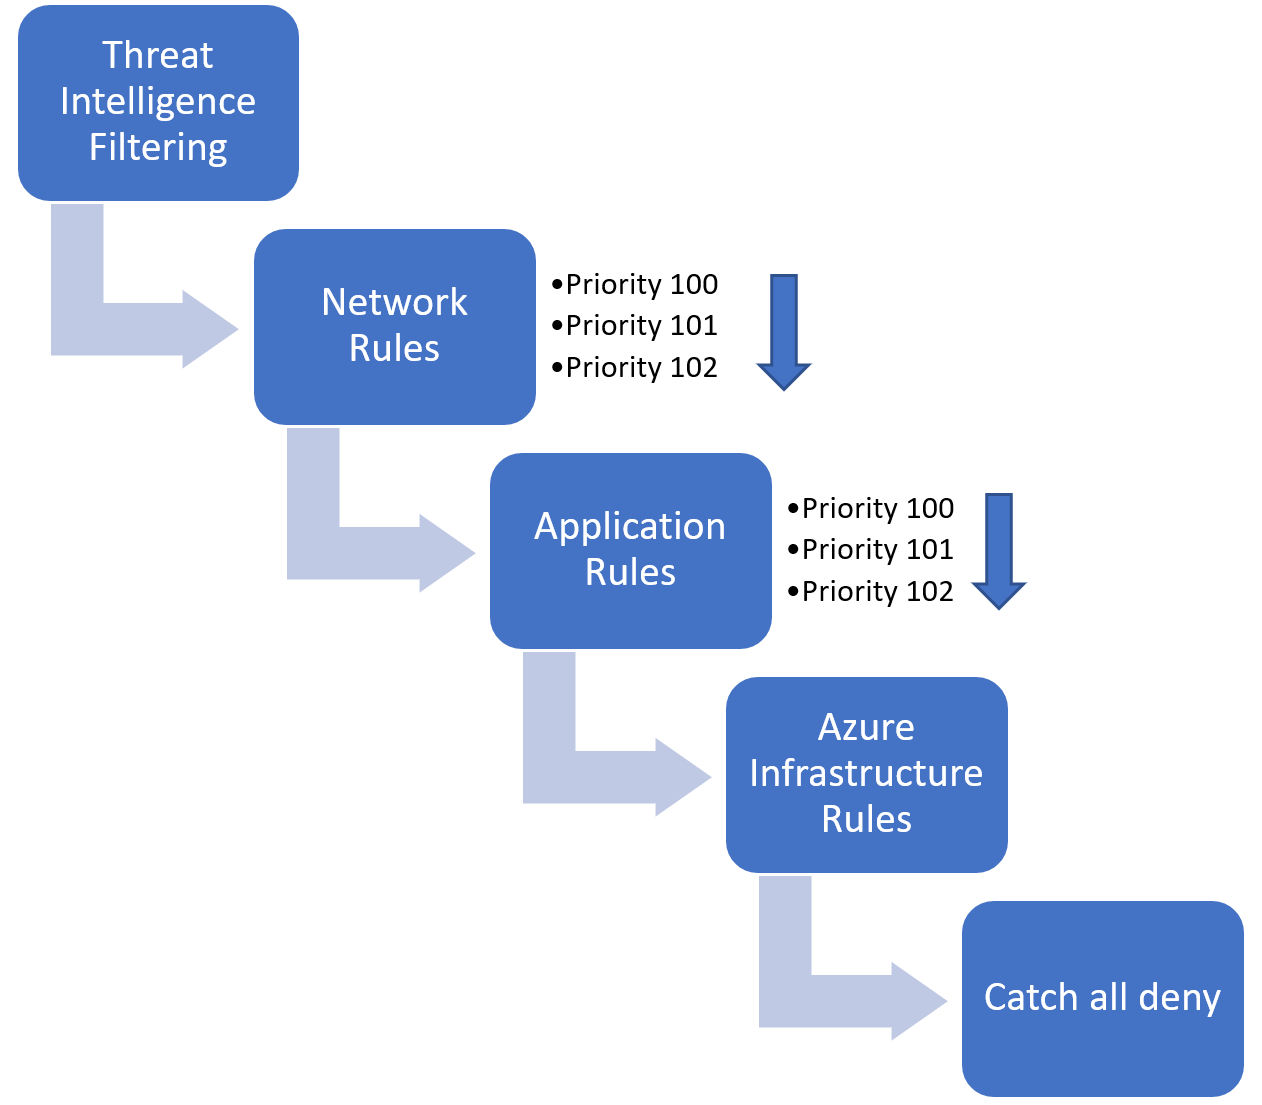 Threat
Intelligence
Filtering
Network
Rules
•Priority 100
•Priority 101
•Priority 102
Application
Rules
•Priority 100
•Priority 101
•Priority 102
Azure
Infrastructure
Rules
Catch all deny